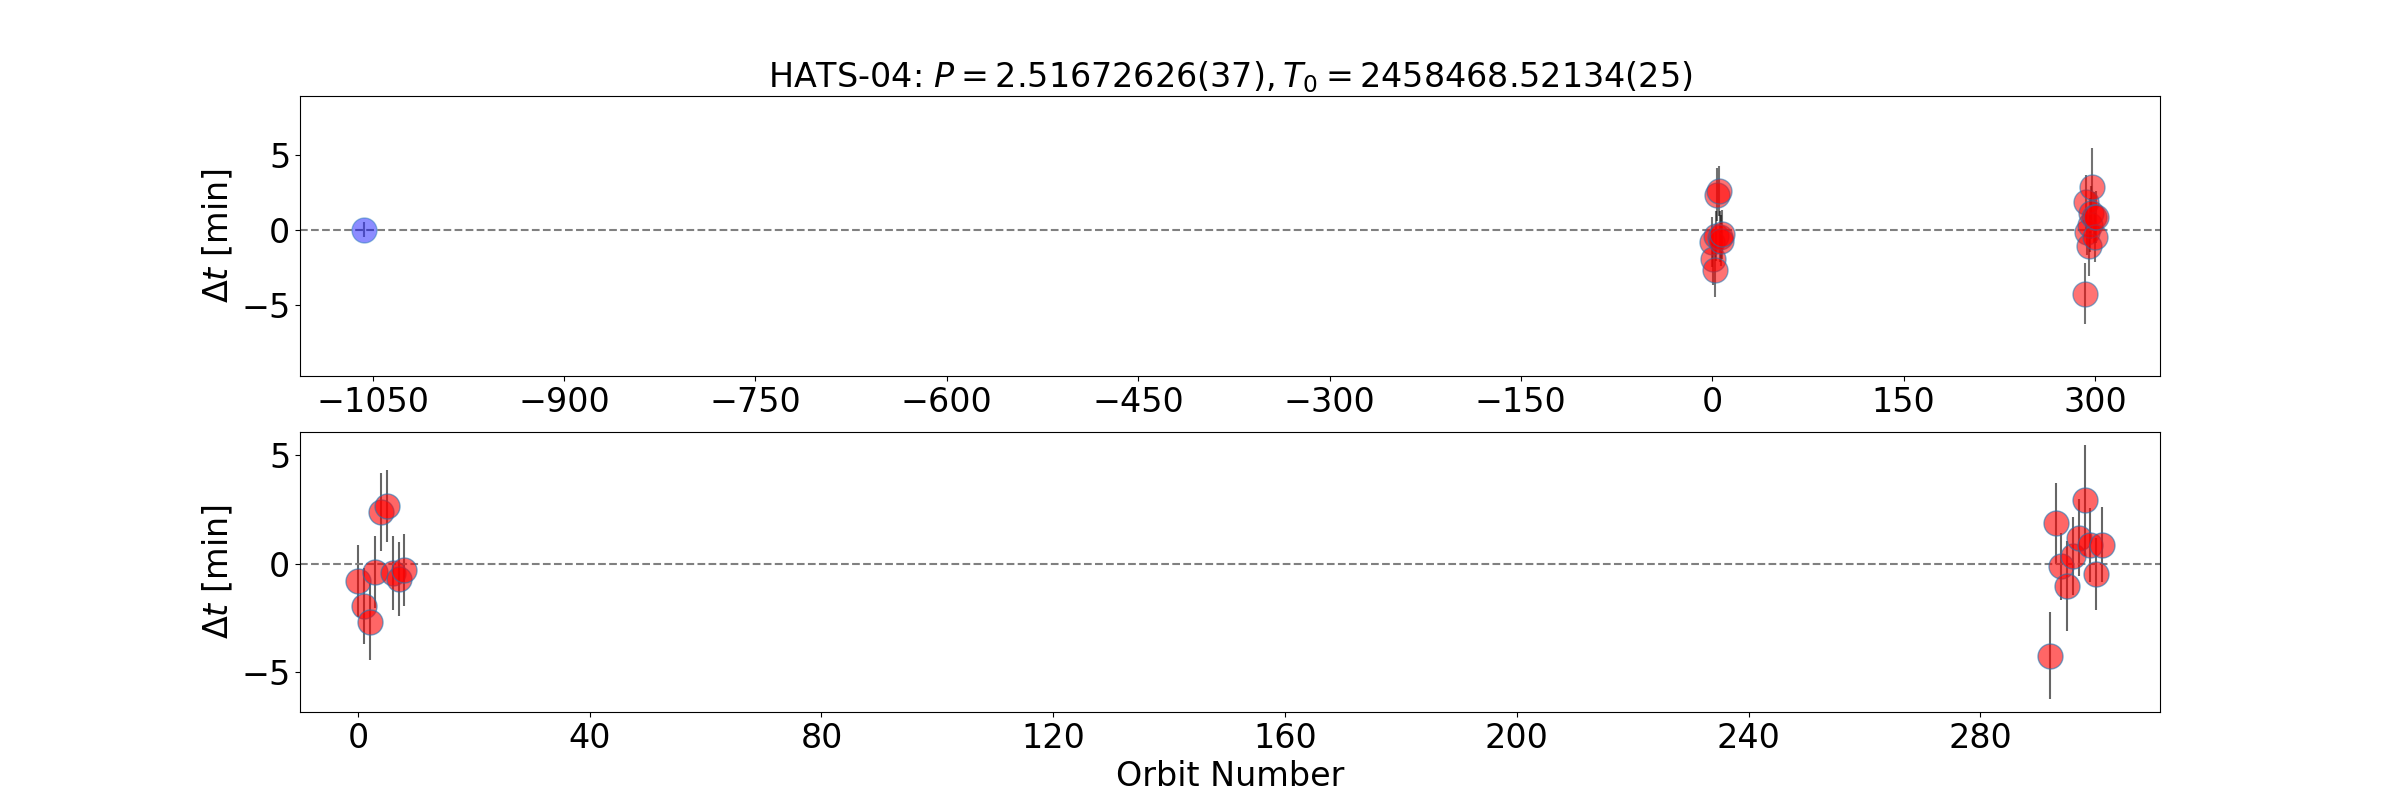 HATS-04: P = 2.51672626(37), T₀ = 2458468.52134(25)
Δt [min]
5
0
−5
−1050 −900 −750 −600 −450 −300 −150 0 150 300
Δt [min]
5
0
−5
0 40 80 120 160 200 240 280
Orbit Number